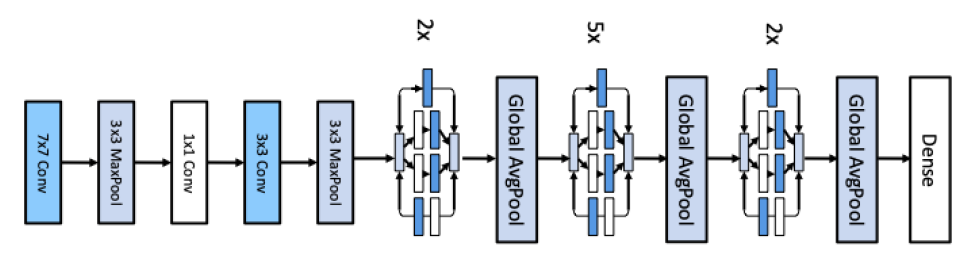 7x7 Conv
3x3 MaxPool
1x1 Conv
3x3 Conv
3x3 MaxPool
2x
Global AvgPool
5x
Global AvgPool
2x
Global AvgPool
Dense